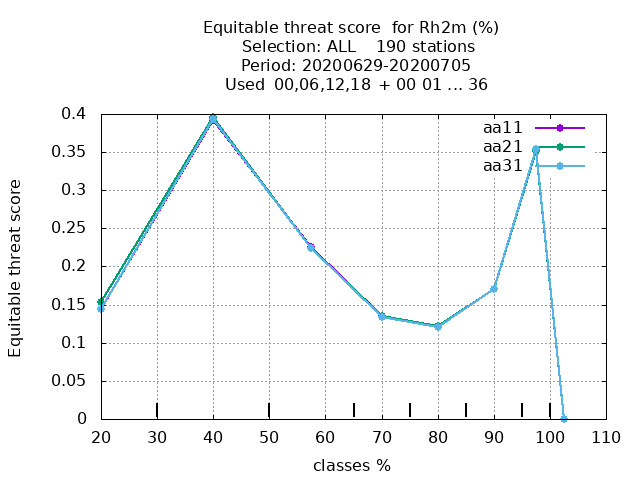 Equitable threat score  for Rh2m (%)
Selection: ALL    190 stations
Period: 20200629-20200705
Used  00,06,12,18  + 00 01 ... 36
aa11
aa21
aa31
0.4
0.35
0.3
0.25
0.2
0.15
0.1
0.05
0
Equitable threat score
20 30 40 50 60 70 80 90 100 110
classes %